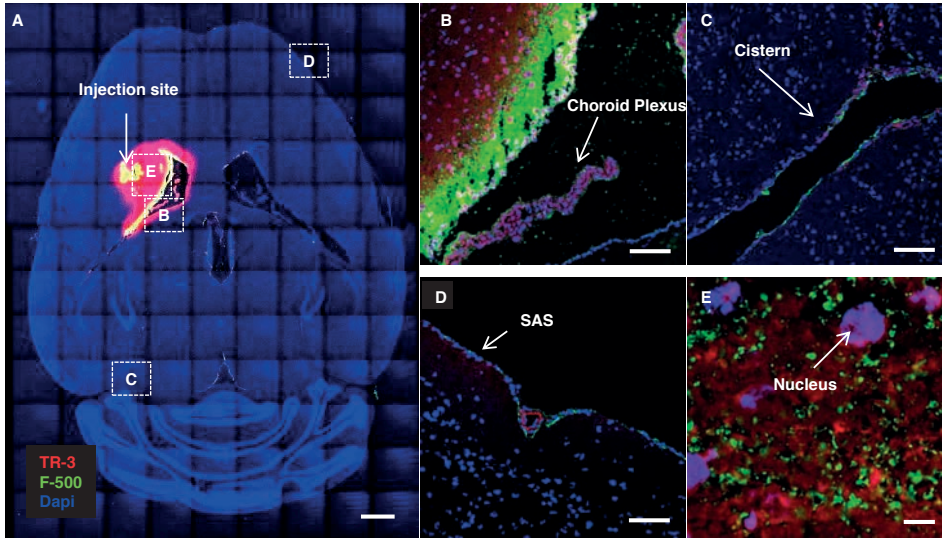 A
D
Injection site
E
B
C
TR-3
F-500
Dapi
B
Choroid Plexus
C
Cistern
D
SAS
E
Nucleus